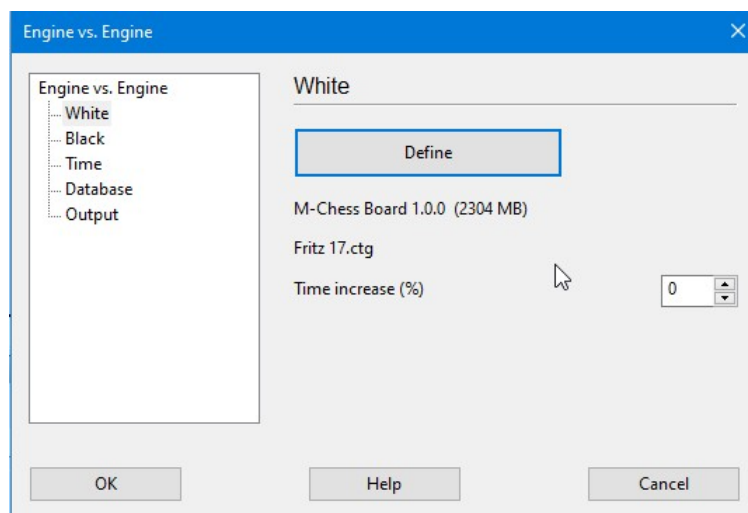 Engine vs. Engine
Engine vs. Engine
White
Black
Time
Database
Output
White
Define
M-Chess Board 1.0.0 (2304 MB)
Fritz 17.ctg
Time increase (%)
0
OK
Help
Cancel